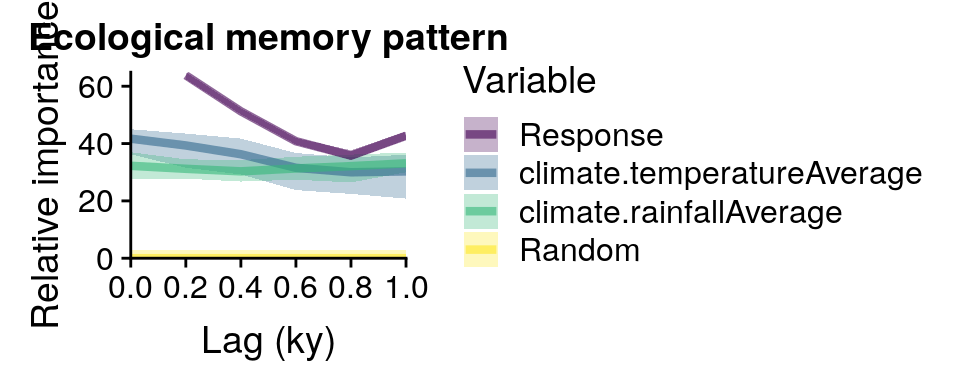 Ecological memory pattern
Relative importance
60
40
20
0
0.0 0.2 0.4 0.6 0.8 1.0
Lag (ky)
Variable
Response
climate.temperatureAverage
climate.rainfallAverage
Random